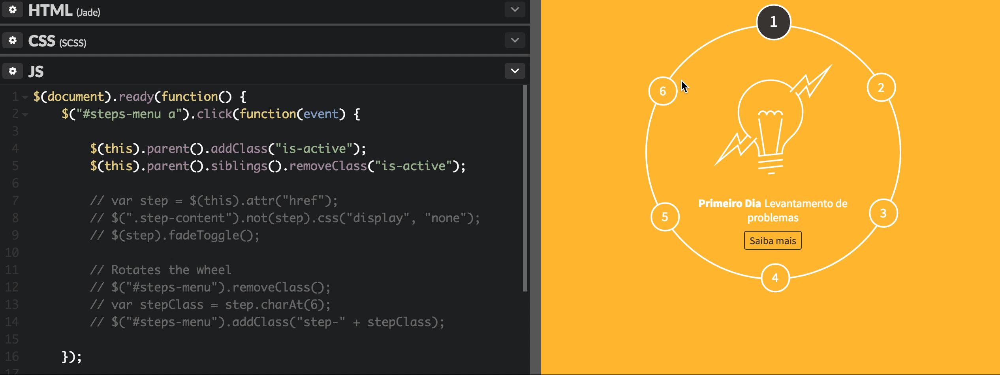 HTML (Jade)
CSS (SCSS)
JS
1 $(document).ready(function() {
2 $("#steps-menu a").click(function(event) {
3
4 $(this).parent().addClass("is-active");
5 $(this).parent().siblings().removeClass("is-active");
6
7 // var step = $(this).attr("href");
8 // $(".step-content").not(step).css("display", "none");
9 // $(step).fadeToggle();
10
11 // Rotates the wheel
12 // $("#steps-menu").removeClass();
13 // var stepClass = step.charAt(6);
14 // $("#steps-menu").addClass("step-" + stepClass);
15
16 });
17
1
2
3
4
5
6
Primeiro Dia Levantamento de
problemas
Saiba mais